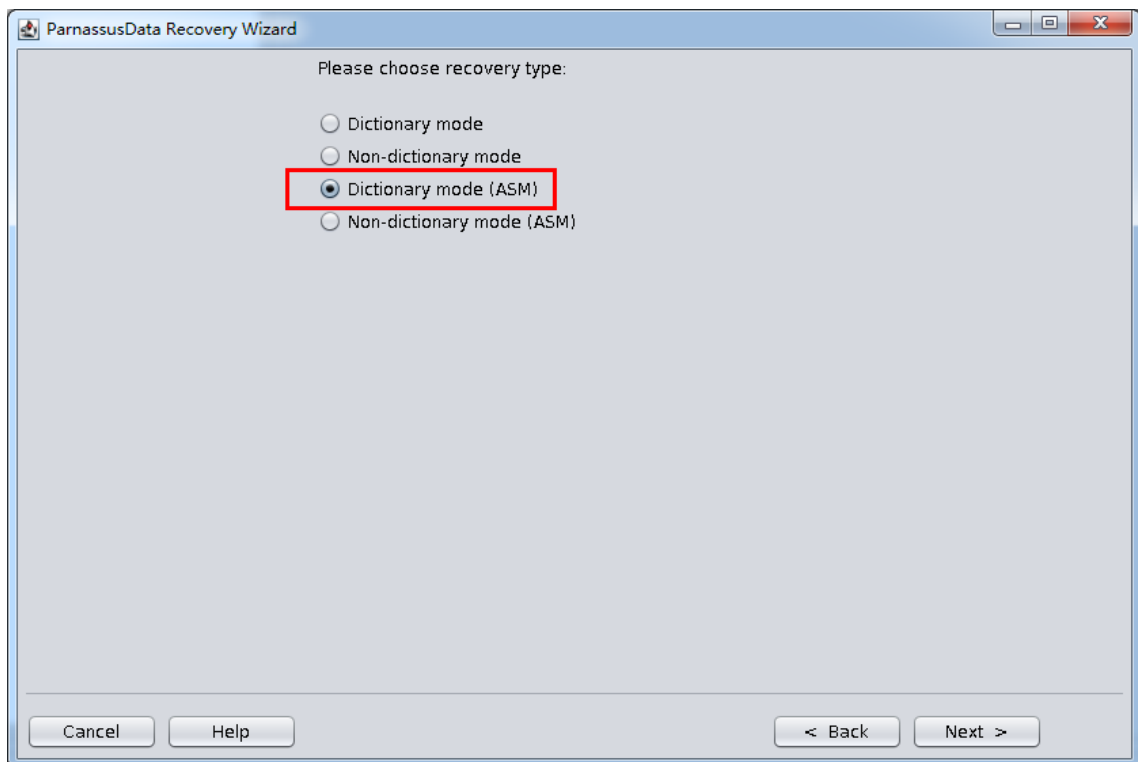 ParnassusData Recovery Wizard
Please choose recovery type:
Dictionary mode
Non-dictionary mode
Dictionary mode (ASM)
Non-dictionary mode (ASM)
Cancel Help < Back Next >